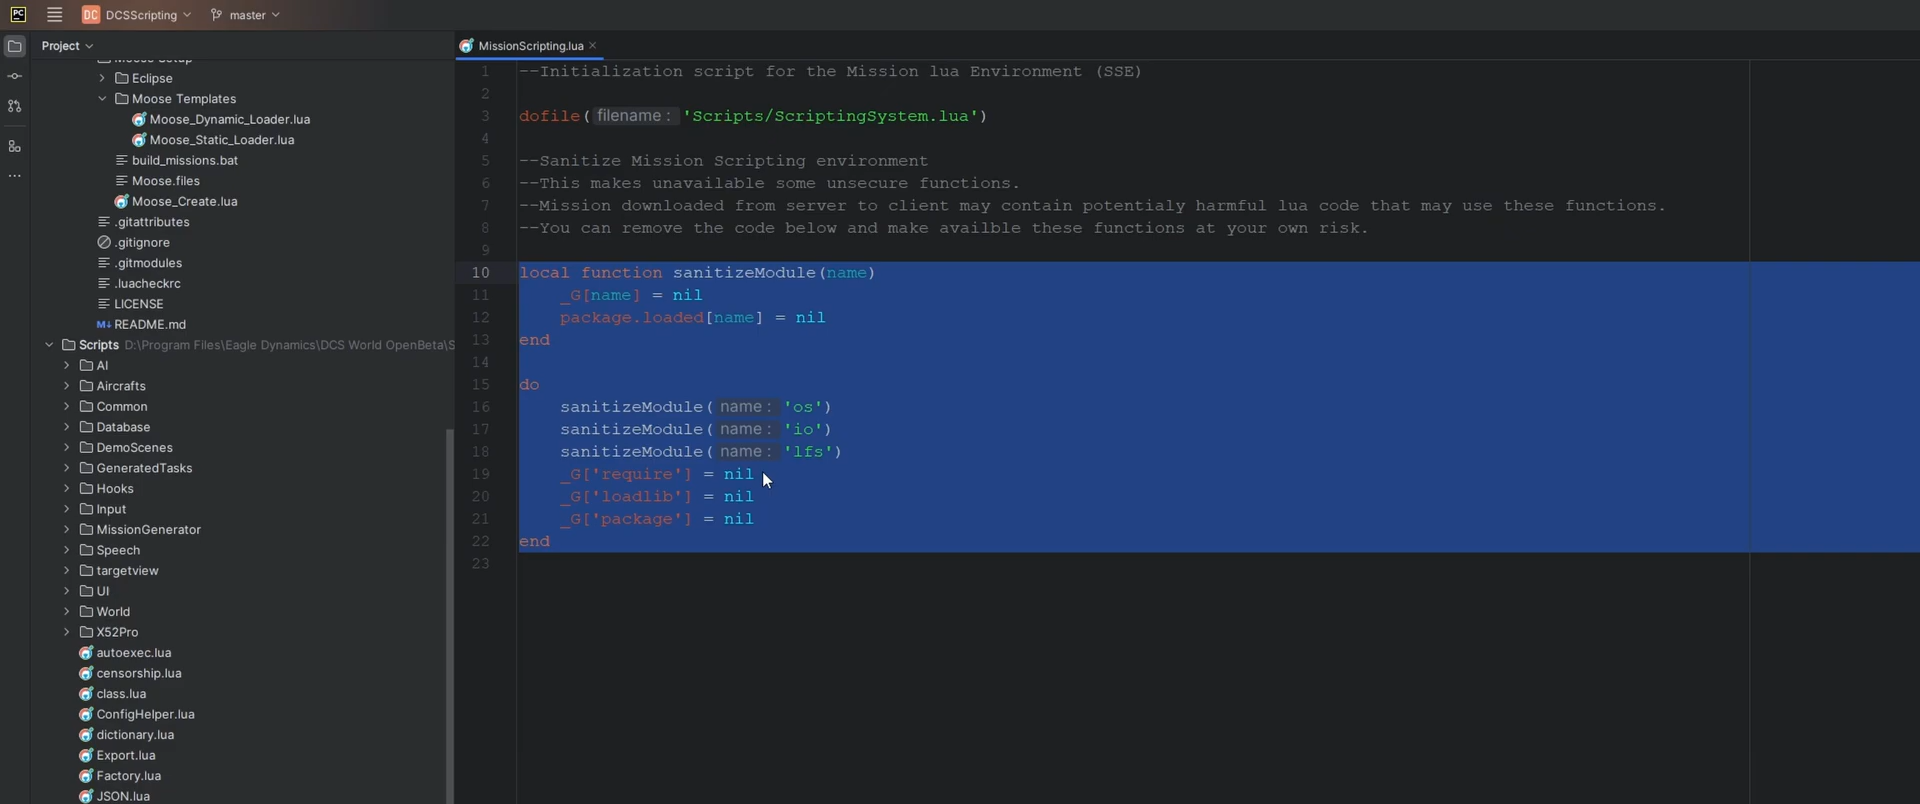 PC
DC DCSScripting master
Project
Moose Setup
Eclipse
Moose Templates
Moose_Dynamic_Loader.lua
Moose_Static_Loader.lua
build_missions.bat
Moose.files
Moose_Create.lua
.gitattributes
.gitignore
.gitmodules
.luacheckrc
LICENSE
M↓ README.md
Scripts D:\Program Files\Eagle Dynamics\DCS World OpenBeta\S
AI
Aircrafts
Common
Database
DemoScenes
GeneratedTasks
Hooks
Input
MissionGenerator
Speech
targetview
UI
World
X52Pro
autoexec.lua
censorship.lua
class.lua
ConfigHelper.lua
dictionary.lua
Export.lua
Factory.lua
JSON.lua
MissionScripting.lua
1 --Initialization script for the Mission lua Environment (SSE)
2
3 dofile( filename: 'Scripts/ScriptingSystem.lua')
4
5 --Sanitize Mission Scripting environment
6 --This makes unavailable some unsecure functions.
7 --Mission downloaded from server to client may contain potentialy harmful lua code that may use these functions.
8 --You can remove the code below and make availble these functions at your own risk.
9
10 local function sanitizeModule(name)
11 _G[name] = nil
12 package.loaded[name] = nil
13 end
14
15 do
16 sanitizeModule( name: 'os')
17 sanitizeModule( name: 'io')
18 sanitizeModule( name: 'lfs')
19 _G['require'] = nil
20 _G['loadlib'] = nil
21 _G['package'] = nil
22 end
23